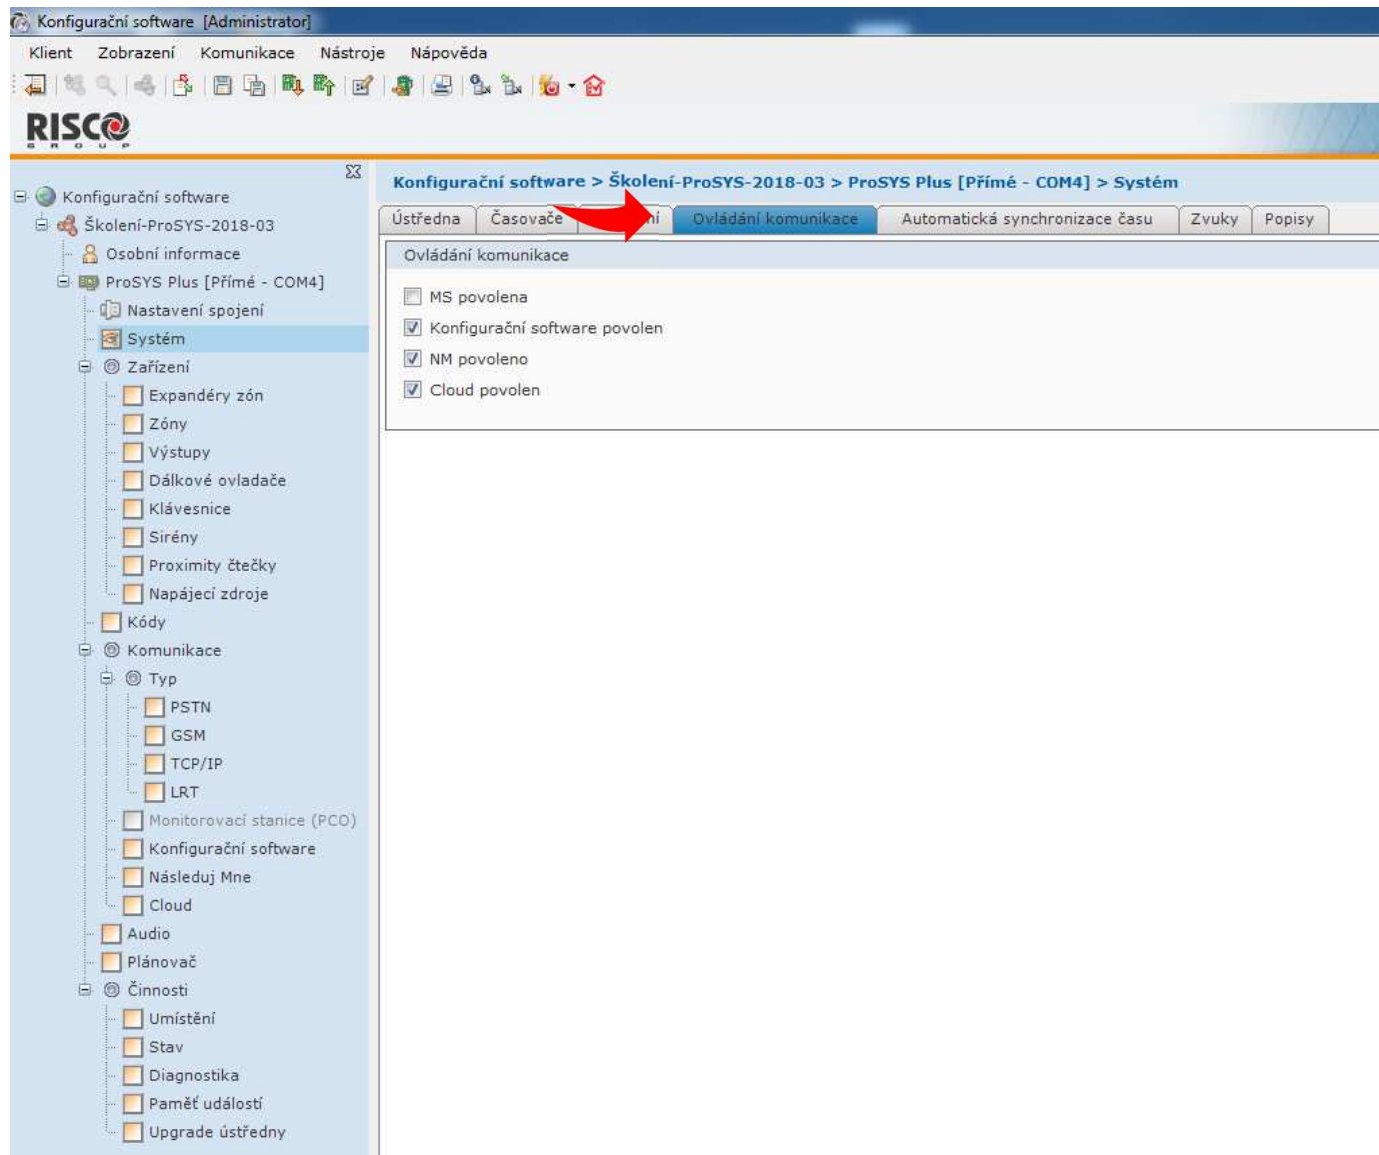 Konfigurační software [Administrator]
Klient Zobrazení Komunikace Nástroje Nápověda
RISCO
GROUP
Konfigurační software
Školení-ProSYS-2018-03
Osobní informace
ProSYS Plus [Přímé - COM4]
Nastavení spojení
Systém
Zařízení
Expandéry zón
Zóny
Výstupy
Dálkové ovladače
Klávesnice
Sirény
Proximity čtečky
Napájecí zdroje
Kódy
Komunikace
Typ
PSTN
GSM
TCP/IP
LRT
Monitorovací stanice (PCO)
Konfigurační software
Následuj Mne
Cloud
Audio
Plánovač
Činnosti
Umístění
Stav
Diagnostika
Paměť událostí
Upgrade ústředny
Konfigurační software > Školení-ProSYS-2018-03 > ProSYS Plus [Přímé - COM4] > Systém
Ústředna Časovače Ovládání komunikace Automatická synchronizace času Zvuky Popisy
Ovládání komunikace
MS povolena
Konfigurační software povolen
NM povoleno
Cloud povolen